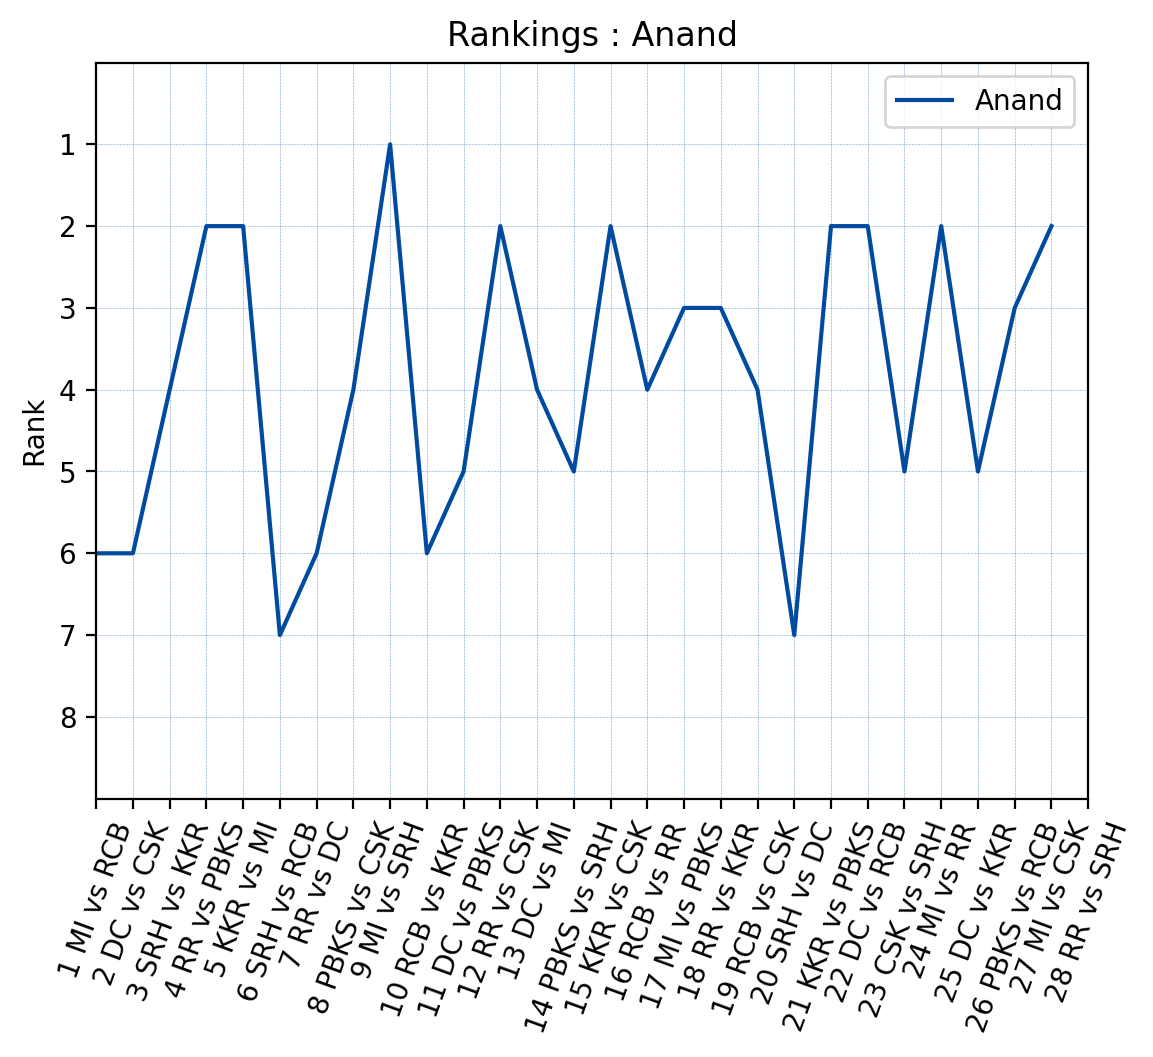 Rankings : Anand
Anand
Rank
1
2
3
4
5
6
7
8
1 MI vs RCB
2 DC vs CSK
3 SRH vs KKR
4 RR vs PBKS
5 KKR vs MI
6 SRH vs RCB
7 RR vs DC
8 PBKS vs CSK
9 MI vs SRH
10 RCB vs KKR
11 DC vs PBKS
12 RR vs CSK
13 DC vs MI
14 PBKS vs SRH
15 KKR vs CSK
16 RCB vs RR
17 MI vs PBKS
18 RR vs KKR
19 RCB vs CSK
20 SRH vs DC
21 KKR vs PBKS
22 DC vs RCB
23 CSK vs SRH
24 MI vs RR
25 DC vs KKR
26 PBKS vs RCB
27 MI vs CSK
28 RR vs SRH